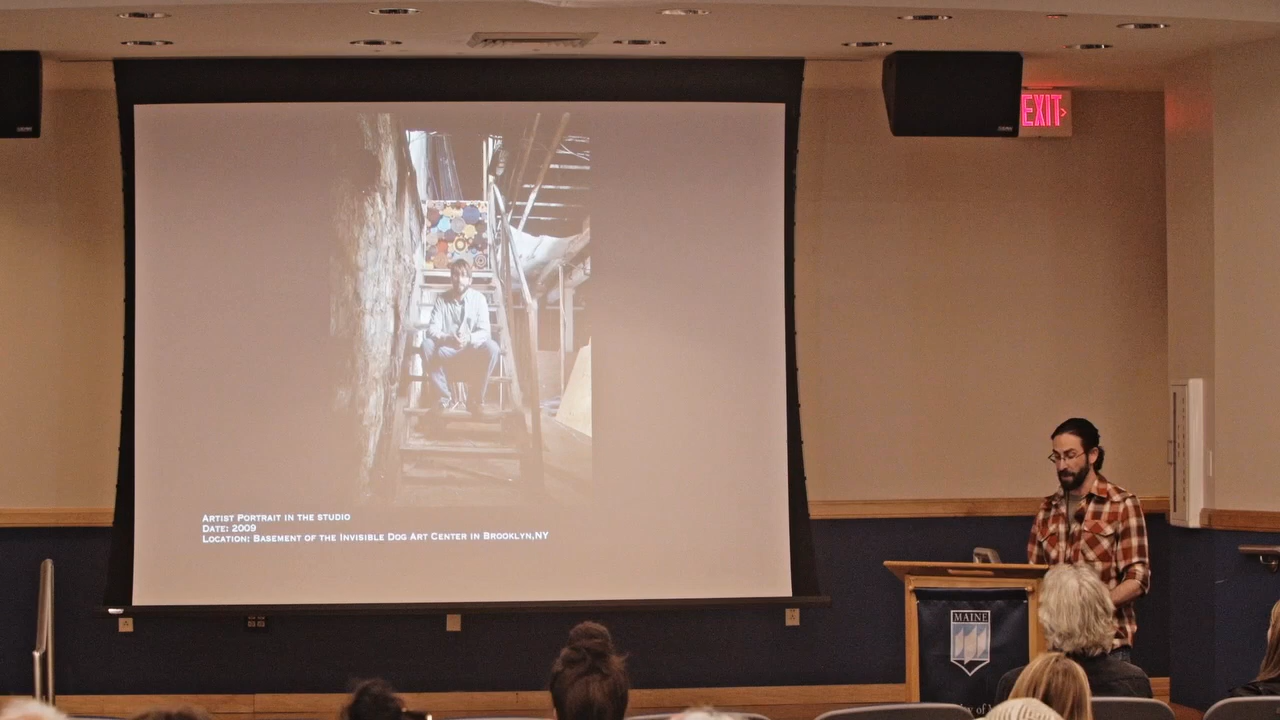 EXIT
ARTIST PORTRAIT IN THE STUDIO
DATE: 2009
LOCATION: BASEMENT OF THE INVISIBLE DOG ART CENTER IN BROOKLYN,NY
MAINE